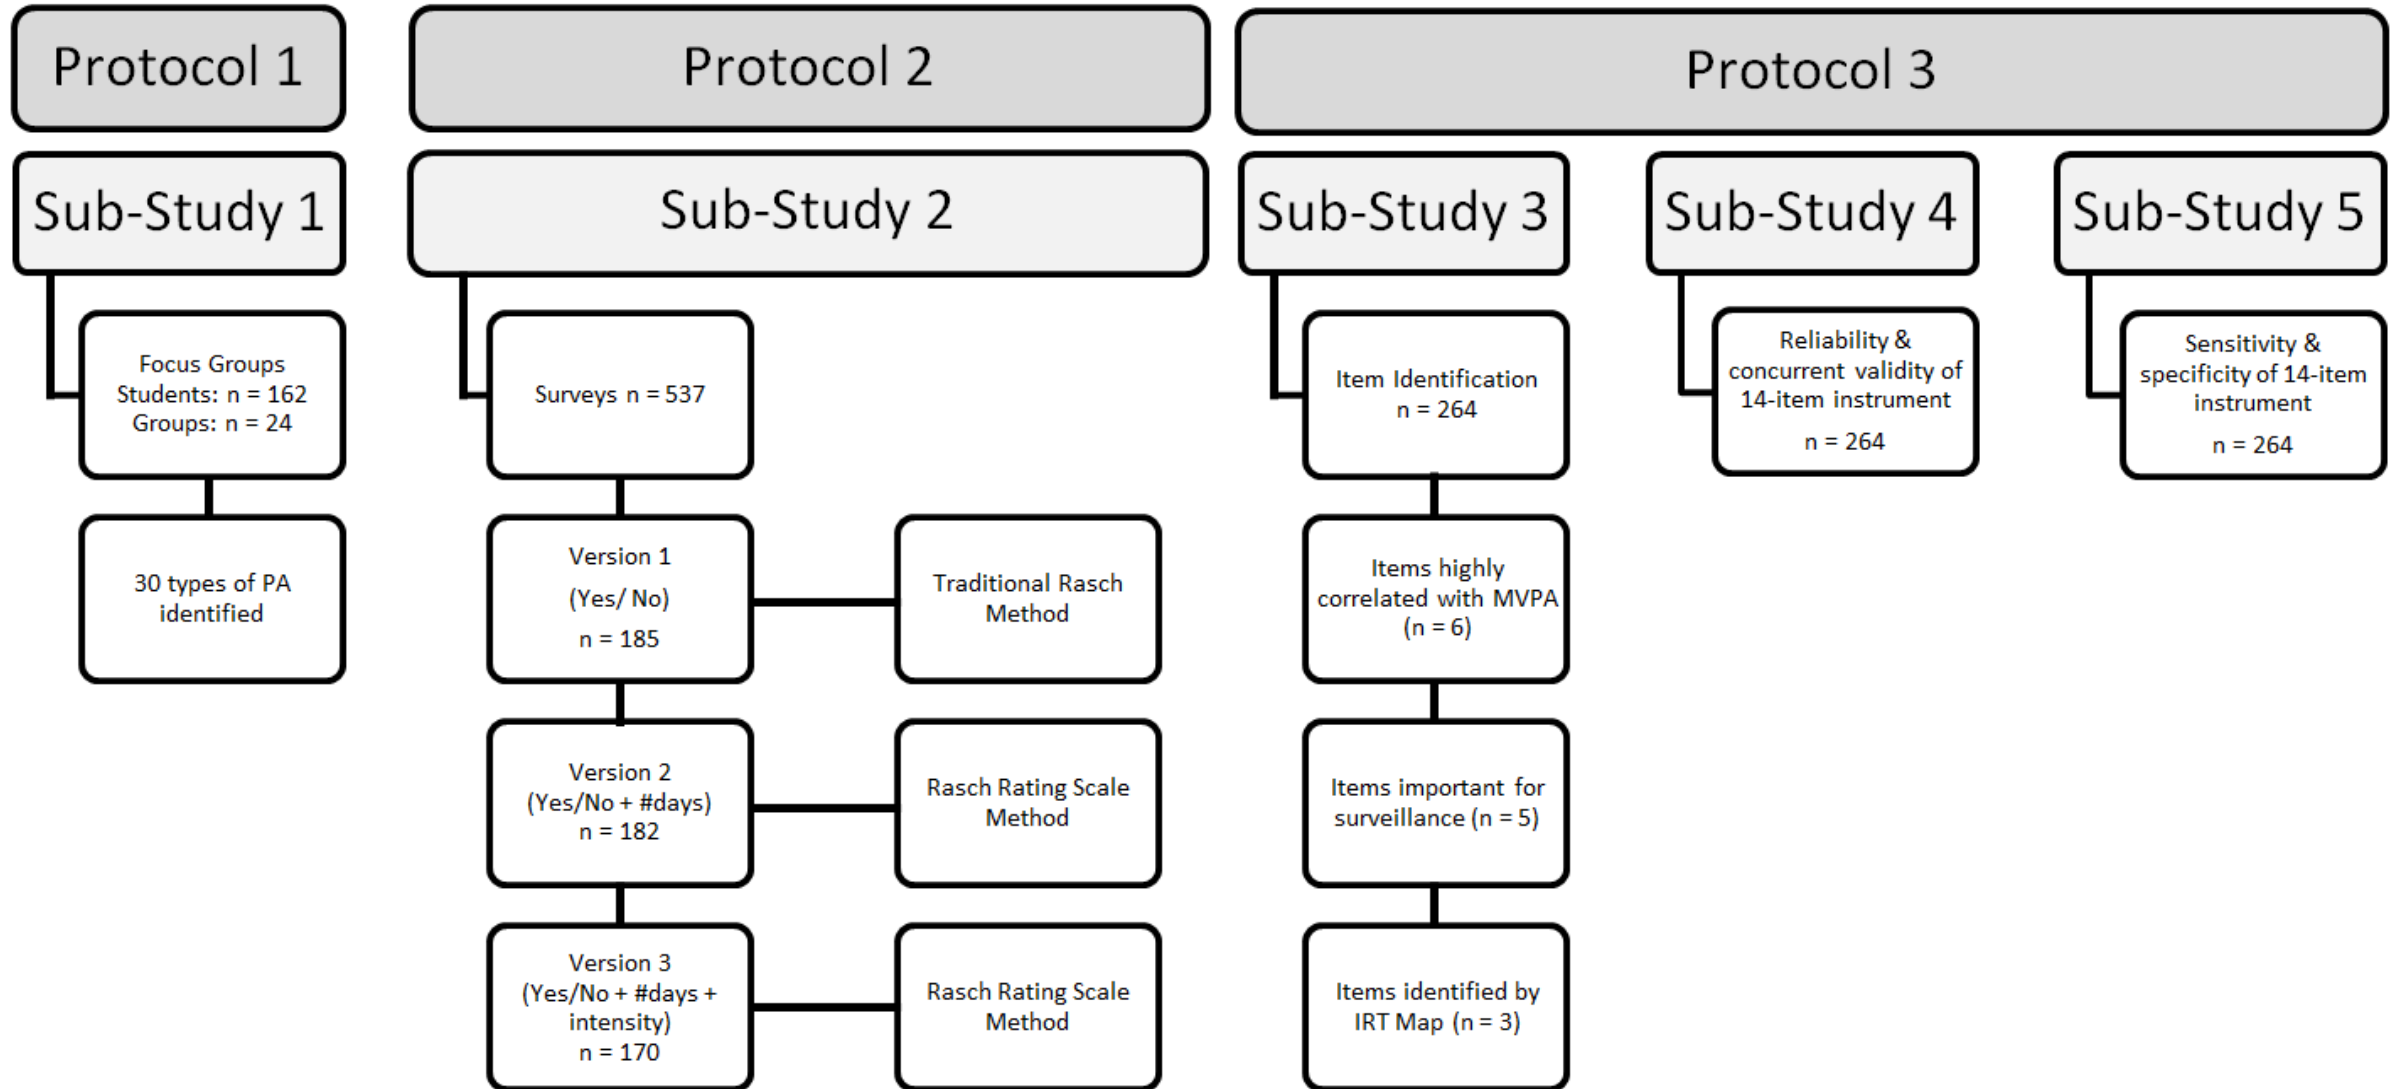 Protocol 1
Protocol 2
Protocol 3
Sub-Study 1
Sub-Study 2
Sub-Study 3
Sub-Study 4
Sub-Study 5
Focus Groups
Students: n = 162
Groups: n = 24
30 types of PA
identified
Surveys n = 537
Version 1
(Yes/ No)
n = 185
Traditional Rasch
Method
Version 2
(Yes/No + #days)
n = 182
Rasch Rating Scale
Method
Version 3
(Yes/No + #days +
intensity)
n = 170
Rasch Rating Scale
Method
Item Identification
n = 264
Items highly
correlated with MVPA
(n = 6)
Items important for
surveillance (n = 5)
Items identified by
IRT Map (n = 3)
Reliability &
concurrent validity of
14-item instrument
n = 264
Sensitivity &
specificity of 14-item
instrument
n = 264